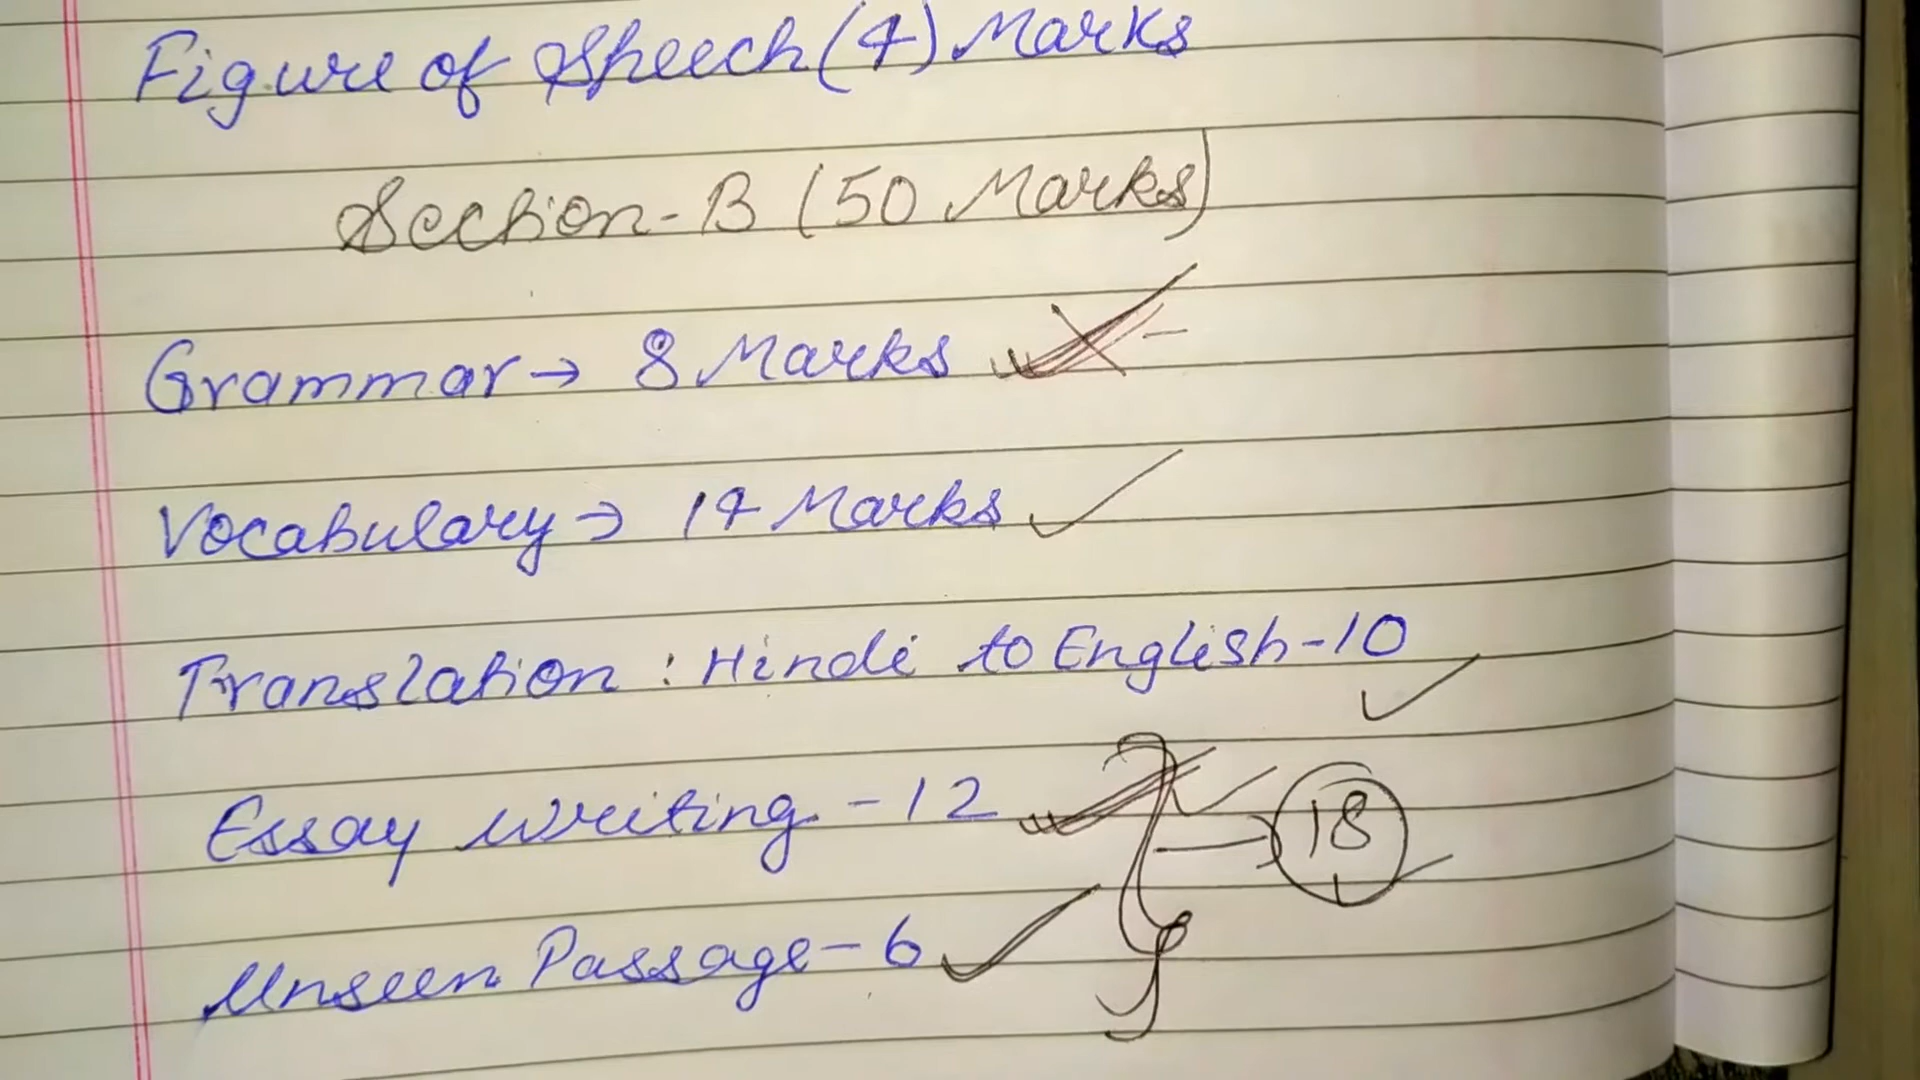 Figure of Speech (4) Marks
Section-B (50 Marks)
Grammar → 8 Marks
Vocabulary → 14 Marks
Translation : Hindi to English-10
Essay writing - 12
18
Unseen Passage - 6